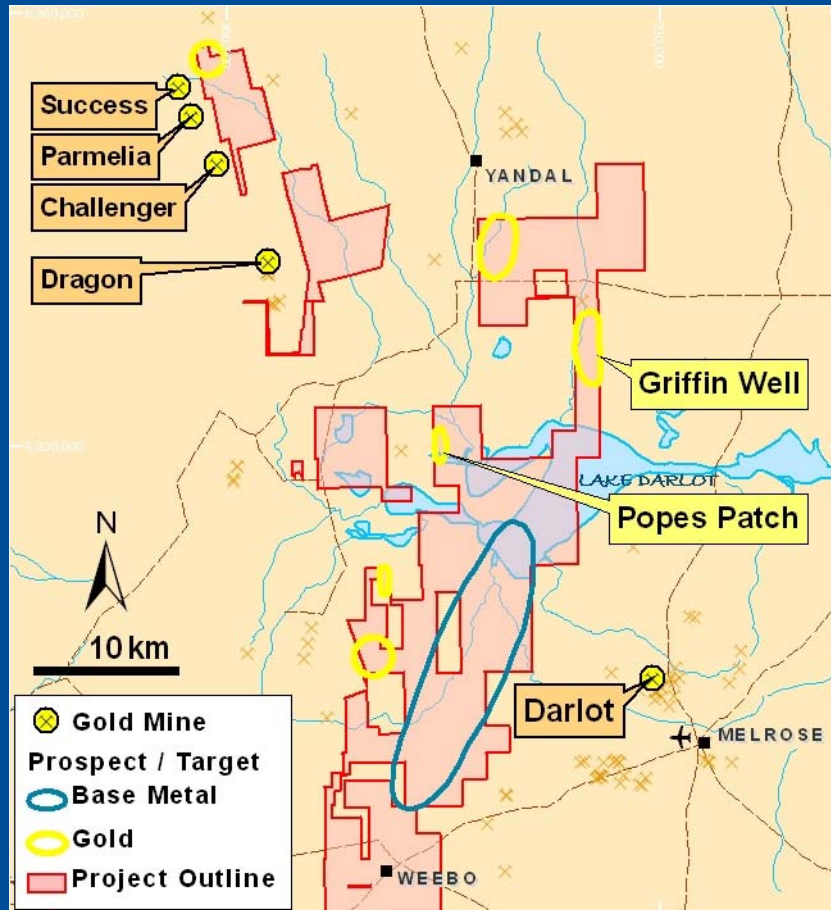 Success
Parmelia
Challenger
Dragon
YANDAL
Griffin Well
LAKE DARLOT
Popes Patch
N
10 km
Darlot
MELROSE
WEEBO
Gold Mine
Prospect / Target
Base Metal
Gold
Project Outline